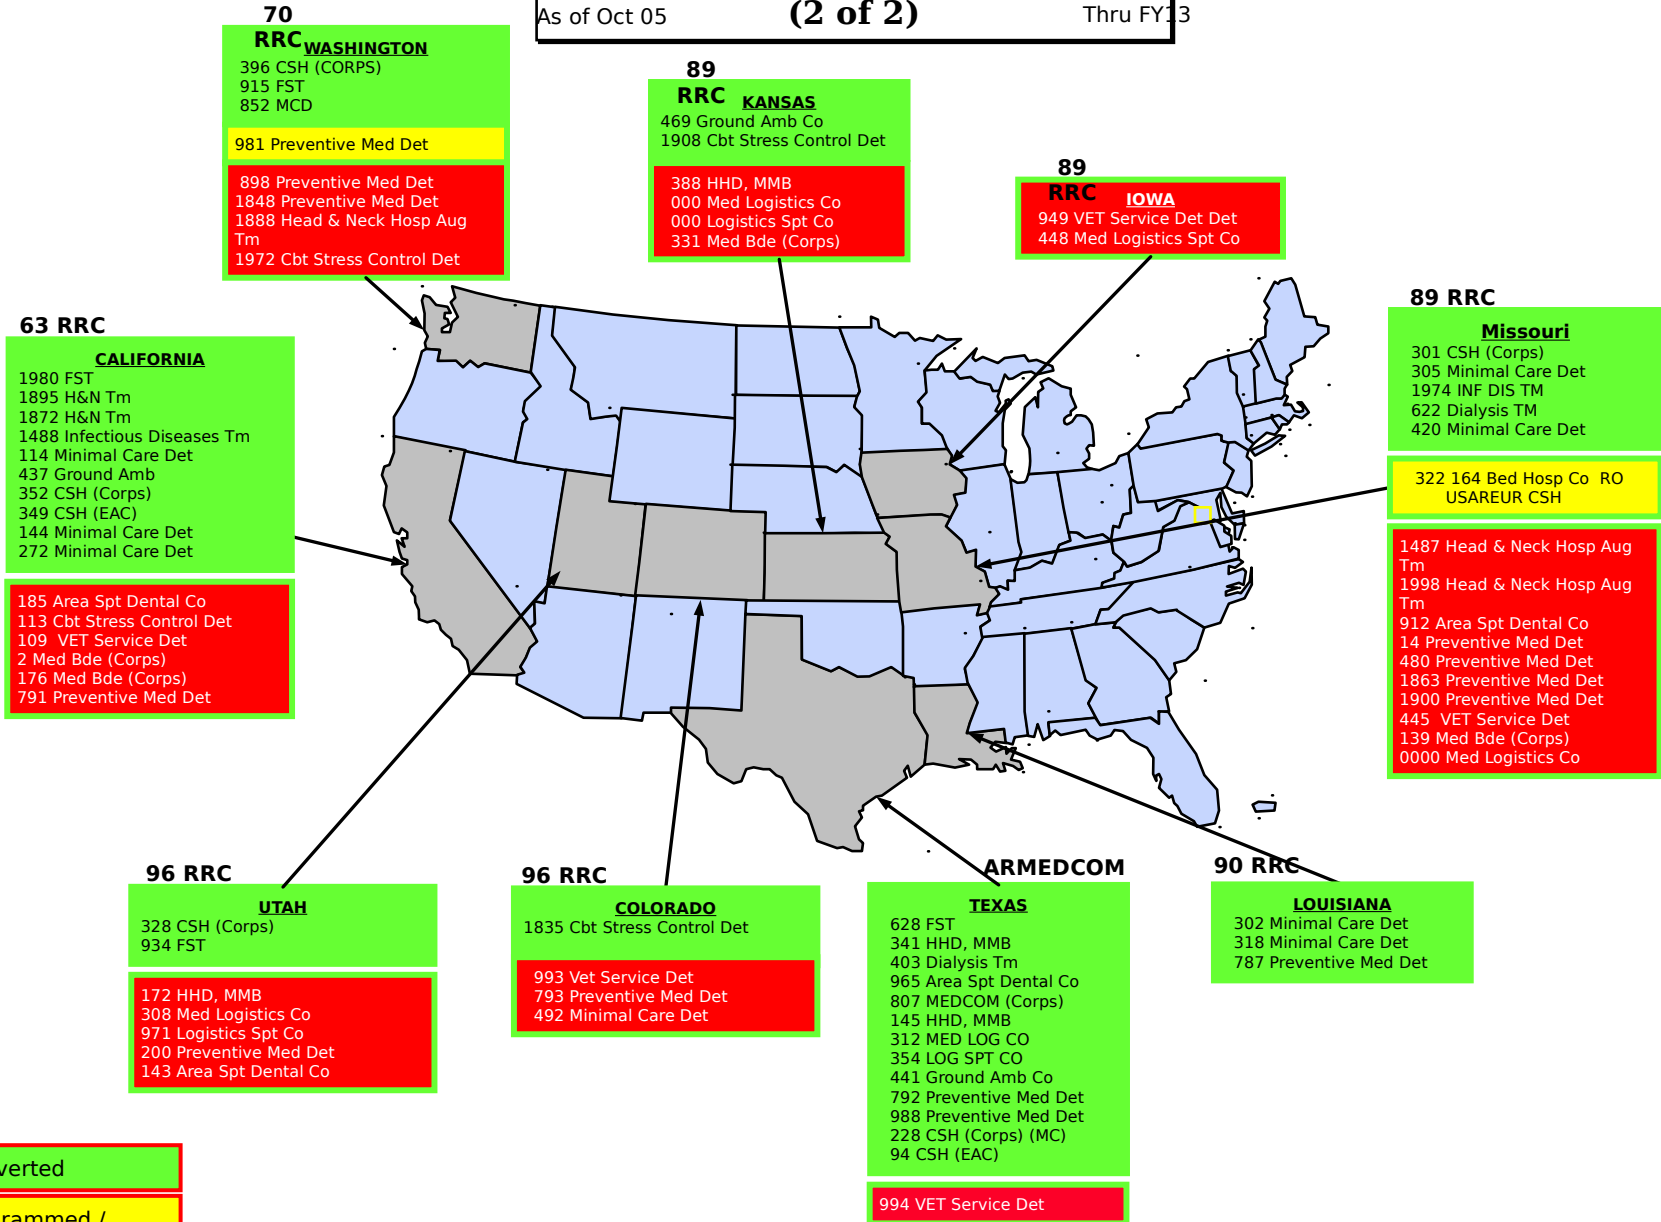 As of Oct 05
(2 of 2)
Thru FY13
70
RRC
WASHINGTON
396 CSH (CORPS)
915 FST
852 MCD
981 Preventive Med Det
898 Preventive Med Det
1848 Preventive Med Det
1888 Head & Neck Hosp Aug
Tm
1972 Cbt Stress Control Det
89
RRC
KANSAS
469 Ground Amb Co
1908 Cbt Stress Control Det
388 HHD, MMB
000 Med Logistics Co
000 Logistics Spt Co
331 Med Bde (Corps)
89
RRC
IOWA
949 VET Service Det Det
448 Med Logistics Spt Co
89 RRC
Missouri
301 CSH (Corps)
305 Minimal Care Det
1974 INF DIS TM
622 Dialysis TM
420 Minimal Care Det
322 164 Bed Hosp Co RO
USAREUR CSH
1487 Head & Neck Hosp Aug
Tm
1998 Head & Neck Hosp Aug
Tm
912 Area Spt Dental Co
14 Preventive Med Det
480 Preventive Med Det
1863 Preventive Med Det
1900 Preventive Med Det
445 VET Service Det
139 Med Bde (Corps)
0000 Med Logistics Co
63 RRC
CALIFORNIA
1980 FST
1895 H&N Tm
1872 H&N Tm
1488 Infectious Diseases Tm
114 Minimal Care Det
437 Ground Amb
352 CSH (Corps)
349 CSH (EAC)
144 Minimal Care Det
272 Minimal Care Det
185 Area Spt Dental Co
113 Cbt Stress Control Det
109 VET Service Det
2 Med Bde (Corps)
176 Med Bde (Corps)
791 Preventive Med Det
96 RRC
UTAH
328 CSH (Corps)
934 FST
172 HHD, MMB
308 Med Logistics Co
971 Logistics Spt Co
200 Preventive Med Det
143 Area Spt Dental Co
96 RRC
COLORADO
1835 Cbt Stress Control Det
993 Vet Service Det
793 Preventive Med Det
492 Minimal Care Det
ARMEDCOM
TEXAS
628 FST
341 HHD, MMB
403 Dialysis Tm
965 Area Spt Dental Co
807 MEDCOM (Corps)
145 HHD, MMB
312 MED LOG CO
354 LOG SPT CO
441 Ground Amb Co
792 Preventive Med Det
988 Preventive Med Det
228 CSH (Corps) (MC)
94 CSH (EAC)
994 VET Service Det
90 RRC
LOUISIANA
302 Minimal Care Det
318 Minimal Care Det
787 Preventive Med Det
verted
rammed /